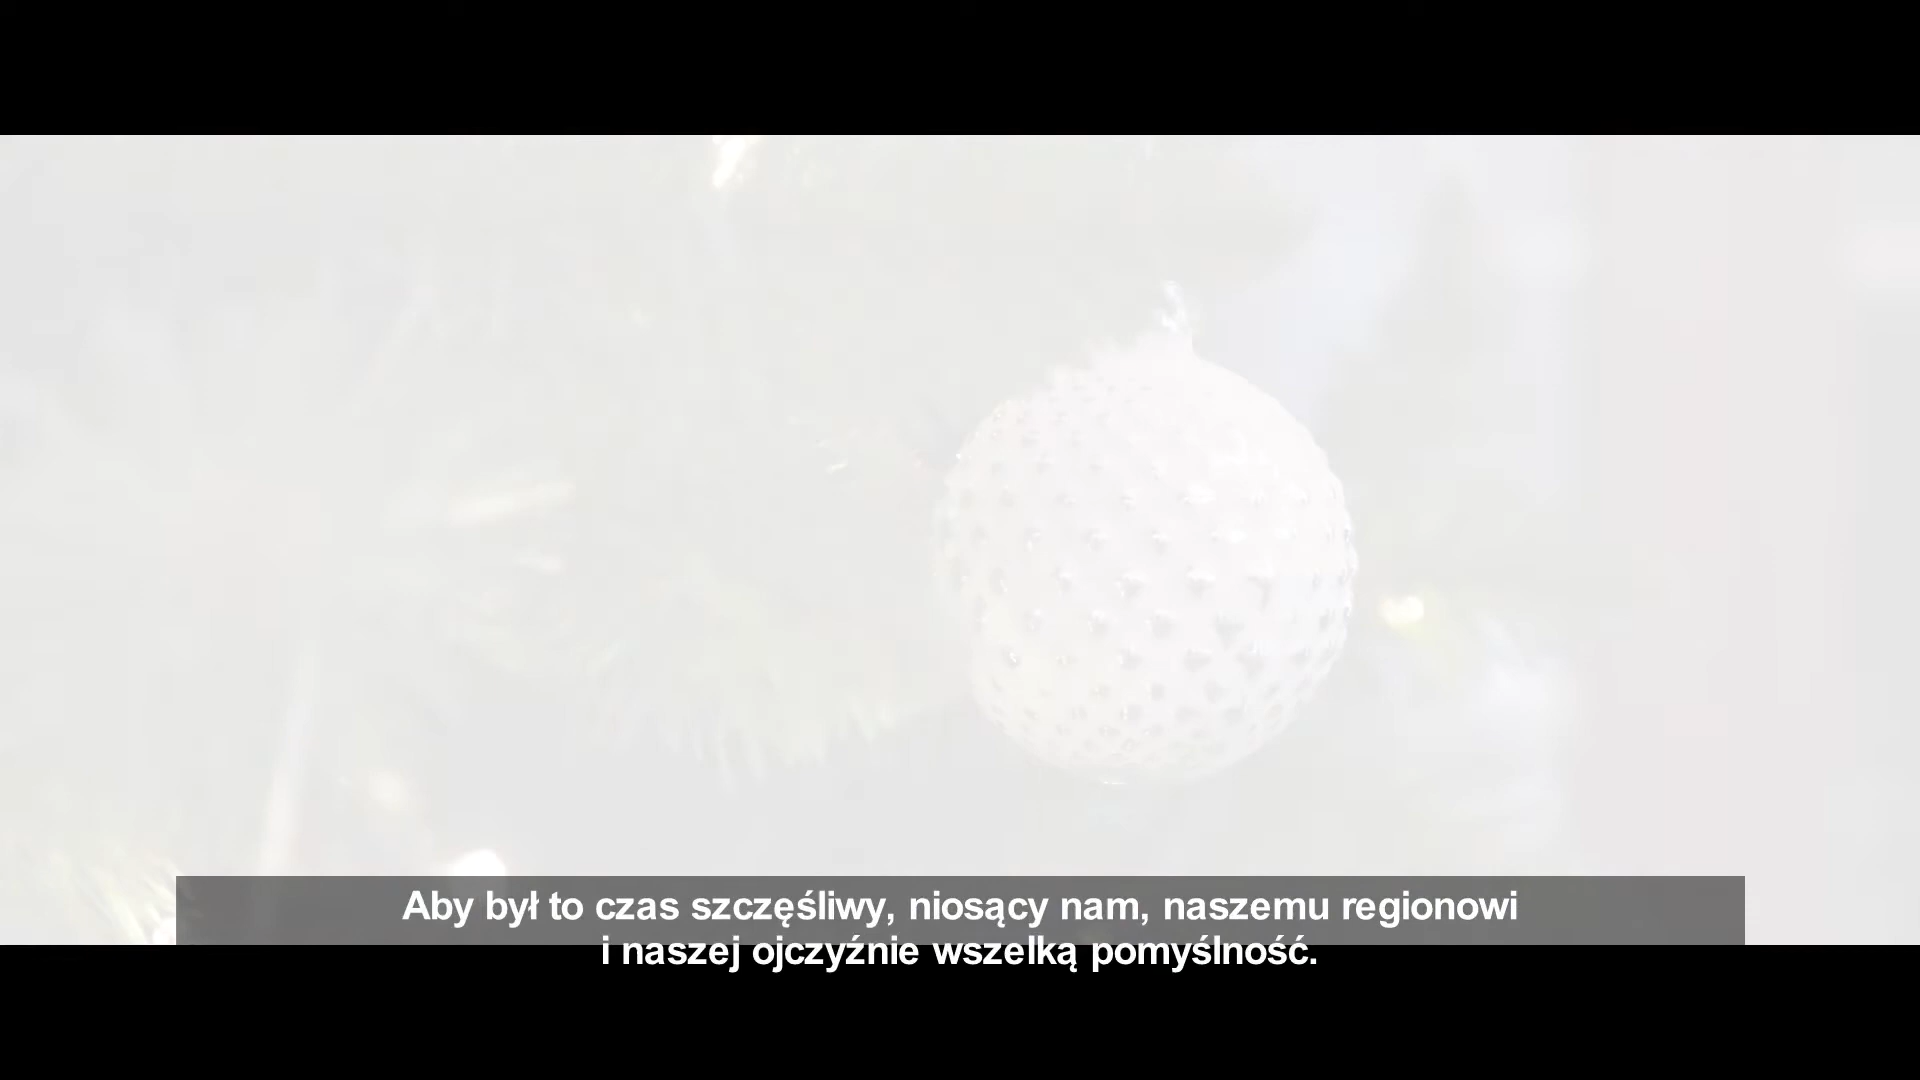 Aby był to czas szczęśliwy, niosący nam, naszemu regionowi
i naszej ojczyźnie wszelką pomyślność.